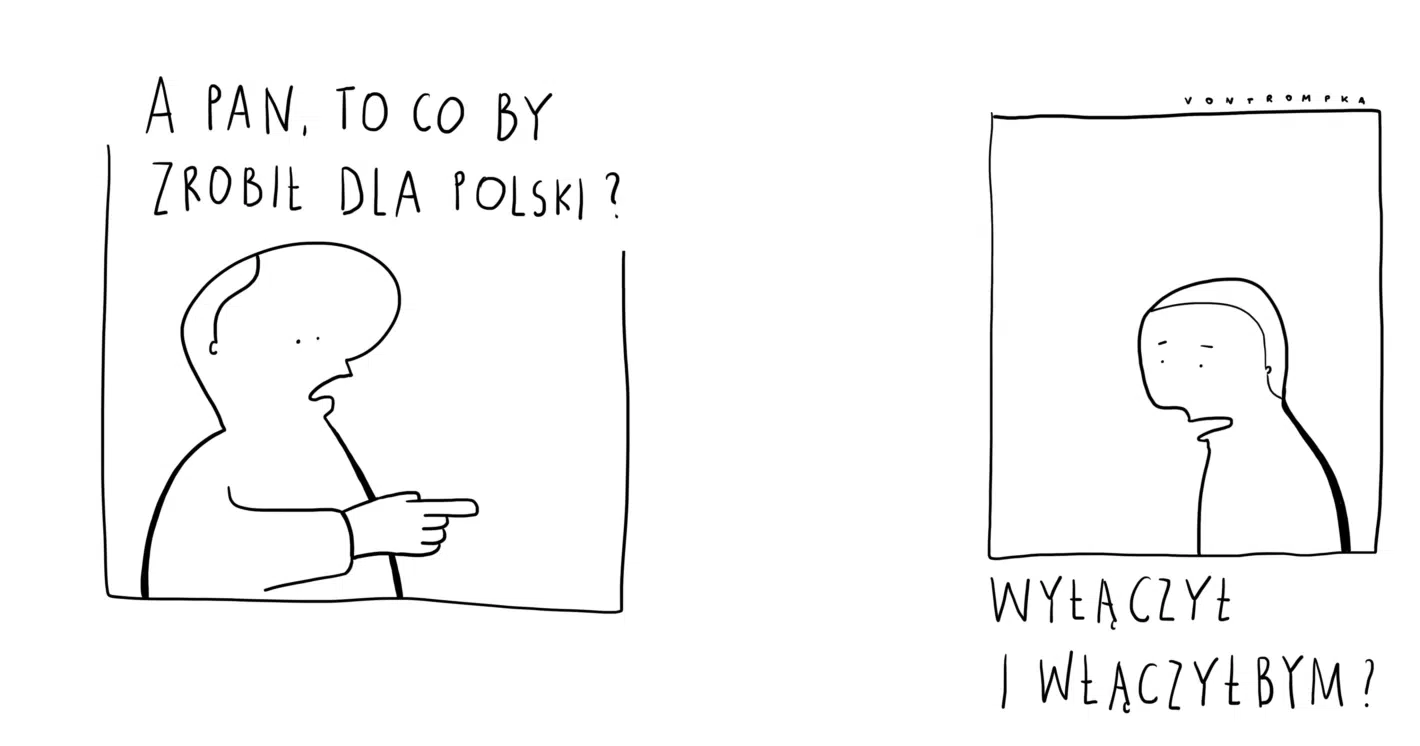 A PAN, TO CO BY
ZROBIŁ DLA POLSKI?
VONTROMPKA
WYŁĄCZYŁ
I WŁĄCZYŁBYM?